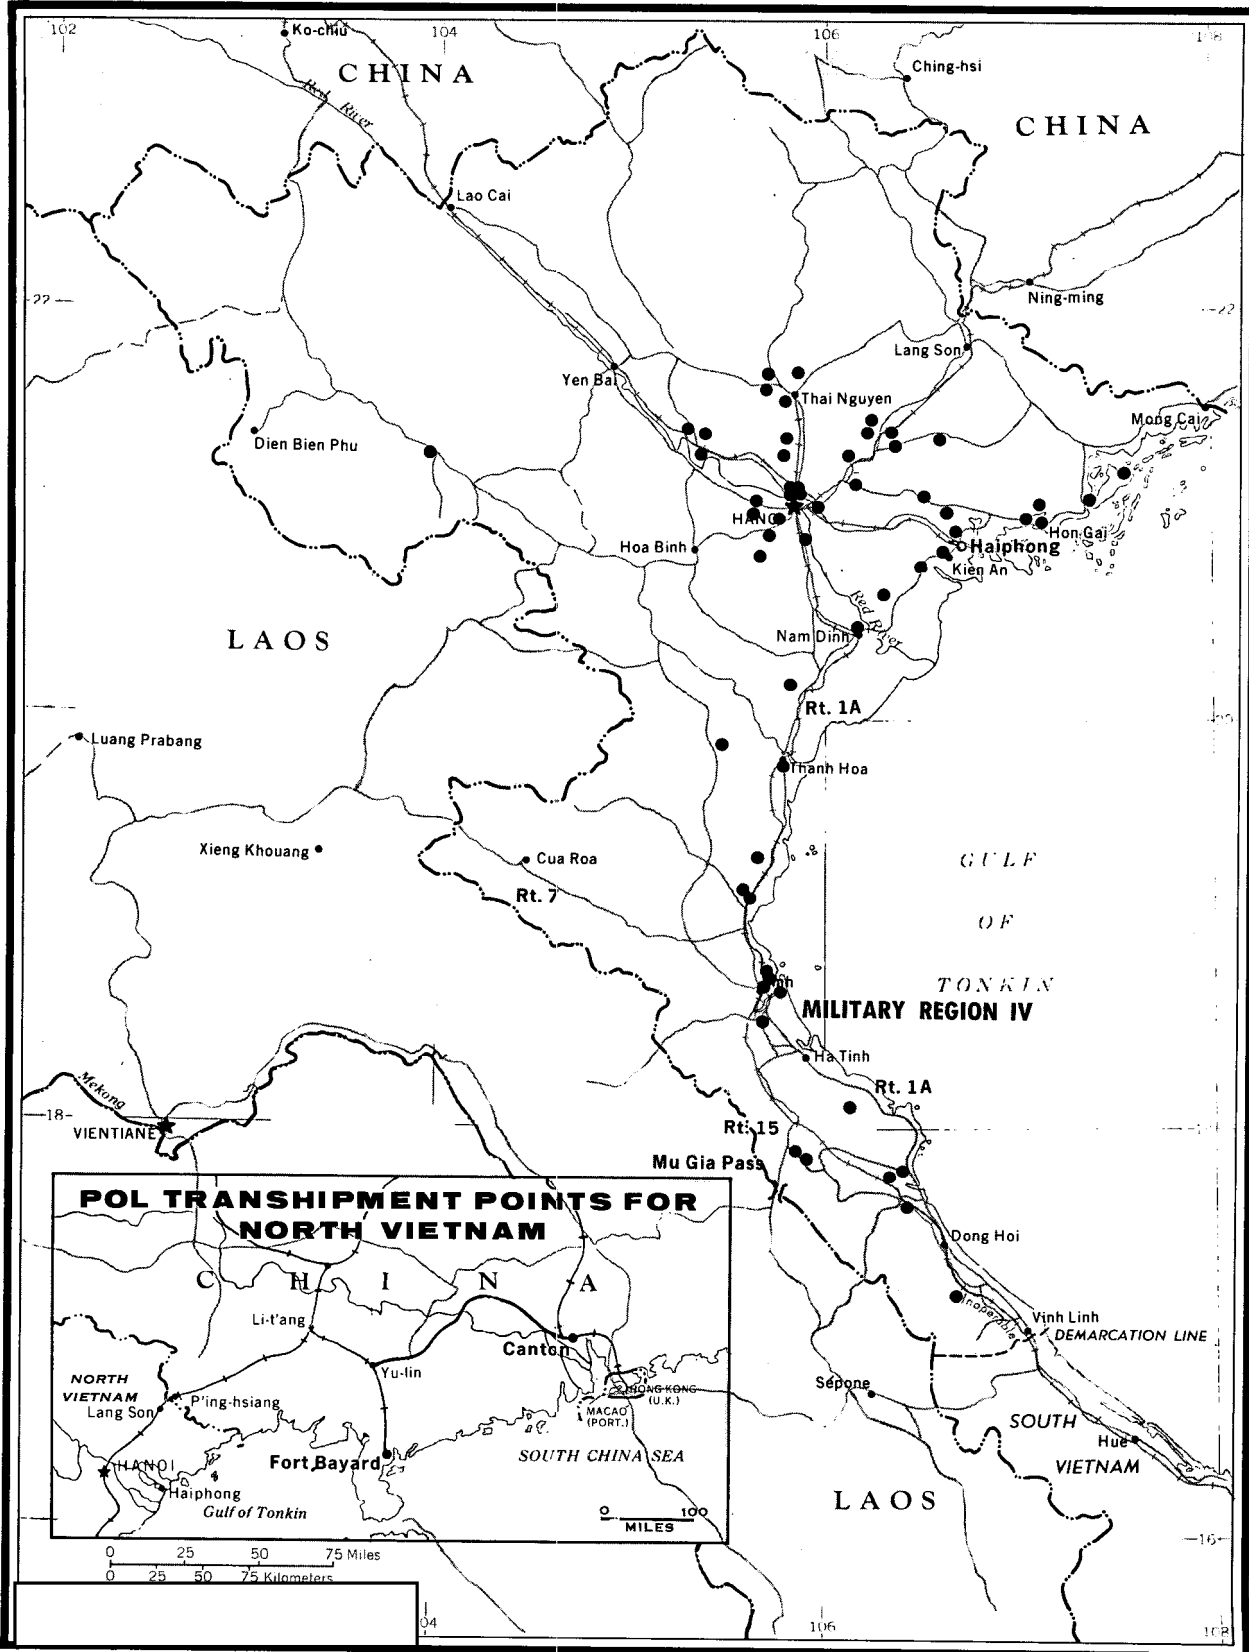 102
104
106
108
Ko-chiu
CHINA
Ching-hsi
Red River
CHINA
Lao Cai
22
Ning-ming
22
Lang Son
Yen Bai
Thai Nguyen
Mong Cai
Dien Bien Phu
HANOI
Hon Gai
Hoa Binh
Haiphong
Kien An
Red River
LAOS
Nam Dinh
Rt. 1A
Luang Prabang
Thanh Hoa
Xieng Khouang
Cua Roa
GULF
OF
TONKIN
Rt. 7
MILITARY REGION IV
Ha Tinh
Mekong
Rt. 1A
18
Rt. 15
VIENTIANE
Mu Gia Pass
POL TRANSHIPMENT POINTS FOR
NORTH VIETNAM
Dong Hoi
CHINA
Inoperable
Vinh Linh
Li-t'ang
DEMARCATION LINE
Canton
Yu-lin
NORTH
VIETNAM
P'ing-hsiang
HONG KONG
(U.K.)
Sepone
Lang Son
MACAO
(PORT.)
SOUTH
VIETNAM
Hue
SOUTH CHINA SEA
HANOI
Fort Bayard
Haiphong
Gulf of Tonkin
LAOS
0 100
MILES
16
0 25 50 75 Miles
0 25 50 75 Kilometers
04
106
108